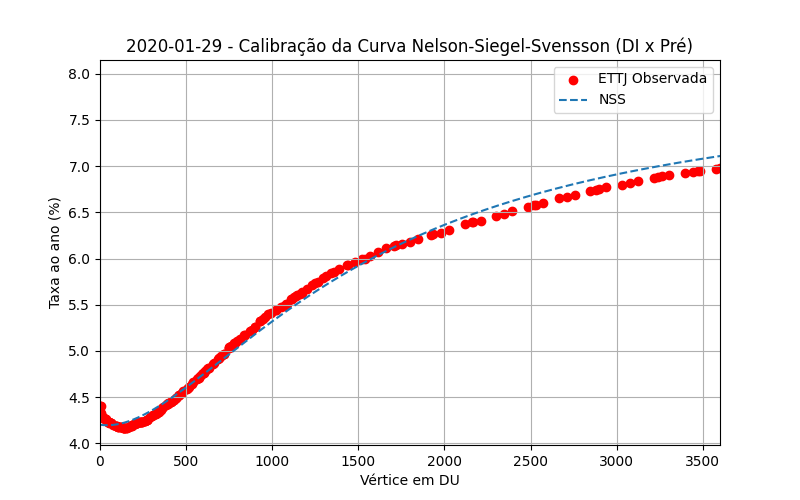 2020-01-29 - Calibração da Curva Nelson-Siegel-Svensson (DI x Pré)
ETTJ Observada
NSS
Taxa ao ano (%)
8.0
7.5
7.0
6.5
6.0
5.5
5.0
4.5
4.0
0 500 1000 1500 2000 2500 3000 3500
Vértice em DU